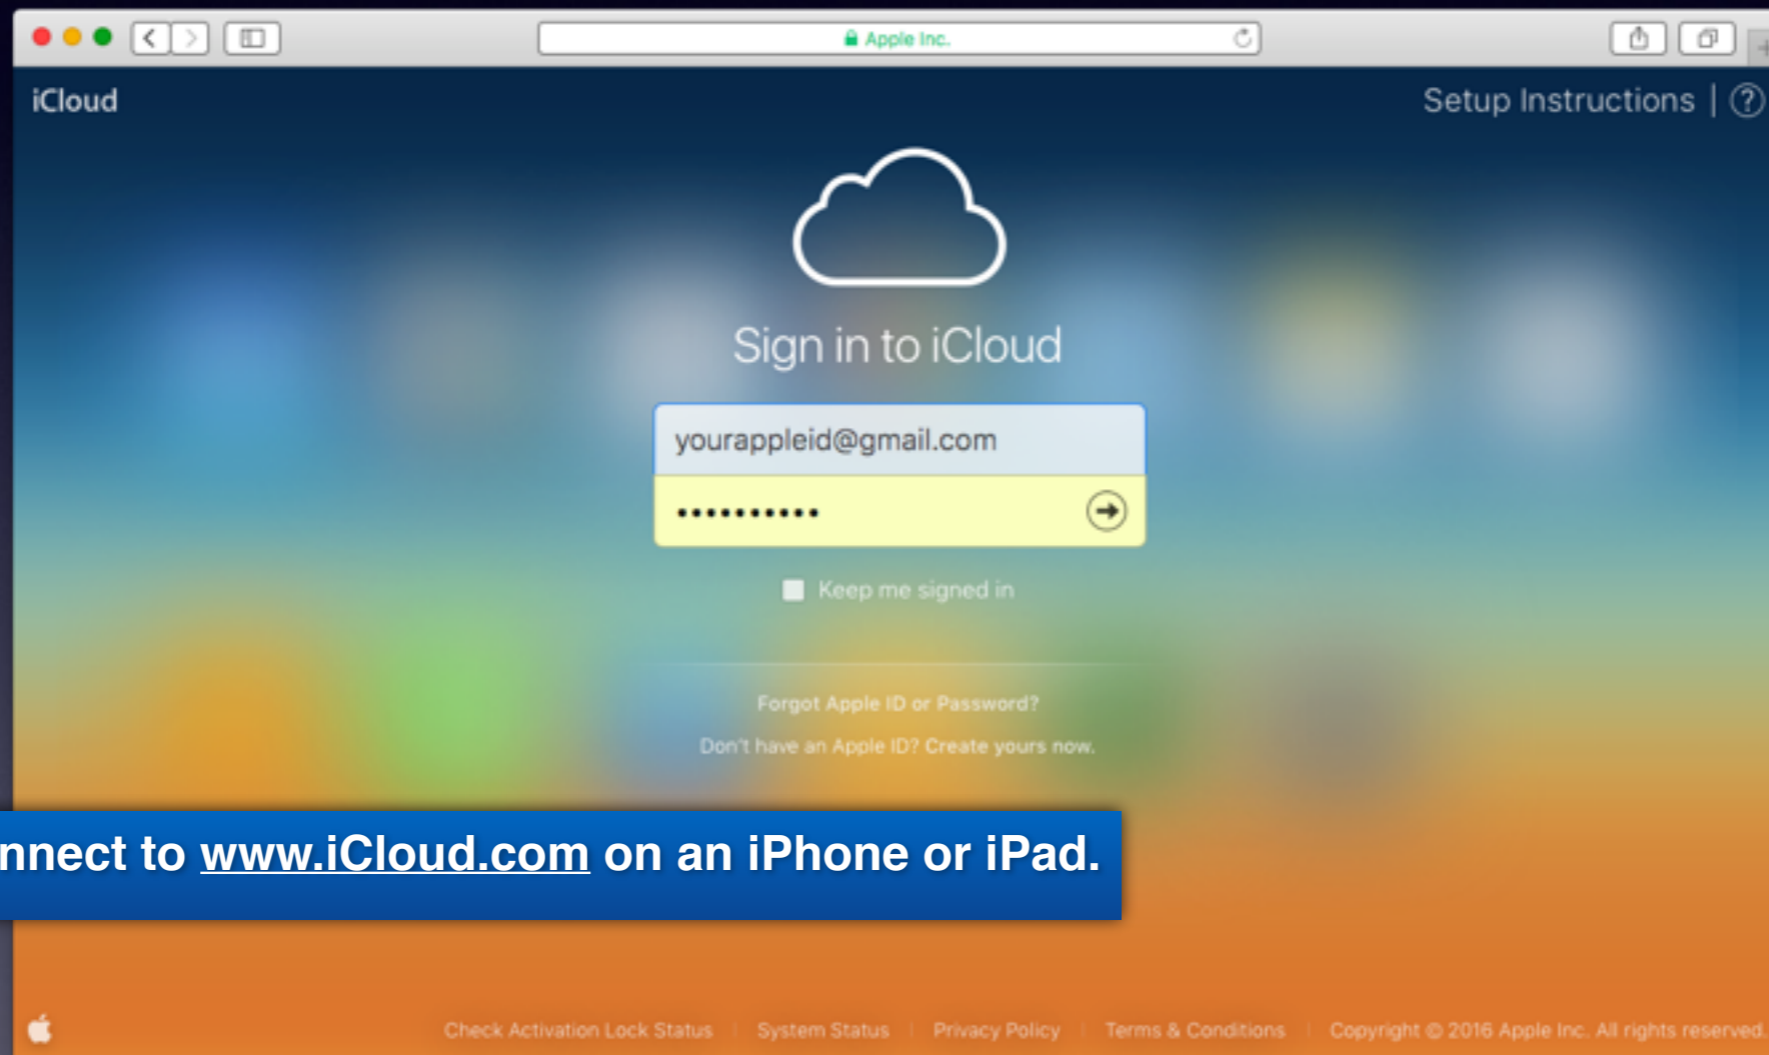 Apple Inc.
iCloud
Setup Instructions | ?
Sign in to iCloud
yourappleid@gmail.com
••••••••••
Keep me signed in
Forgot Apple ID or Password?
Don't have an Apple ID? Create yours now.
to www.iCloud.com on an iPhone or iPad.
Check Activation Lock Status | System Status | Privacy Policy | Terms & Conditions | Copyright © 2016 Apple Inc. All rights reserved.